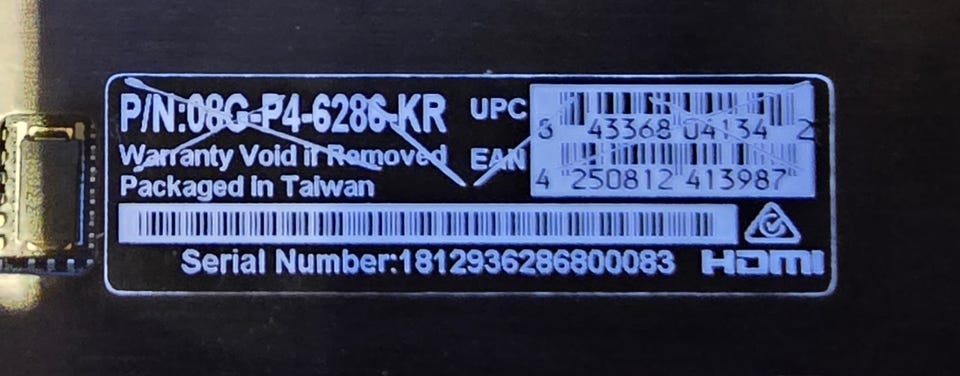 P/N:08G-P4-6286-KR
UPC
8 43368 04134 2
Warranty Void if Removed
EAN
4 250812 413987
Packaged in Taiwan
Serial Number:1812936286800083
HDMI